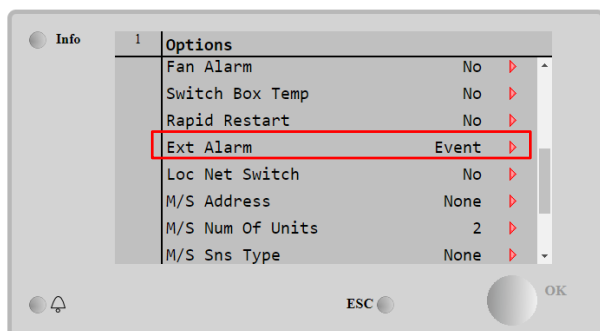 Info
1 Options
Fan Alarm No
Switch Box Temp No
Rapid Restart No
Ext Alarm Event
Loc Net Switch No
M/S Address None
M/S Num Of Units 2
M/S Sns Type None
ESC
OK